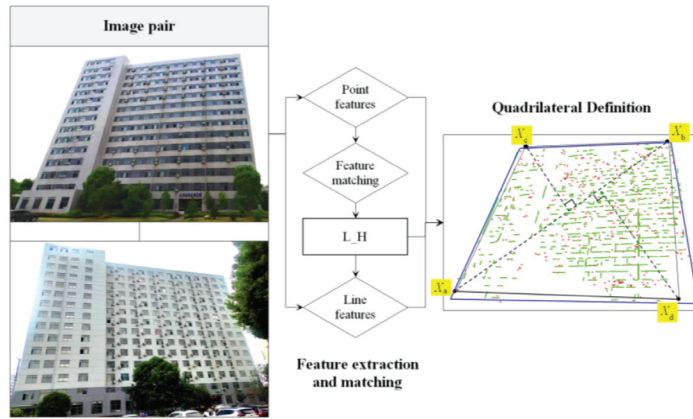 Image pair
Point
features
Feature
matching
L_H
Line
features
Feature extraction
and matching
Quadrilateral Definition
X_c
X_b
X_a
X_d